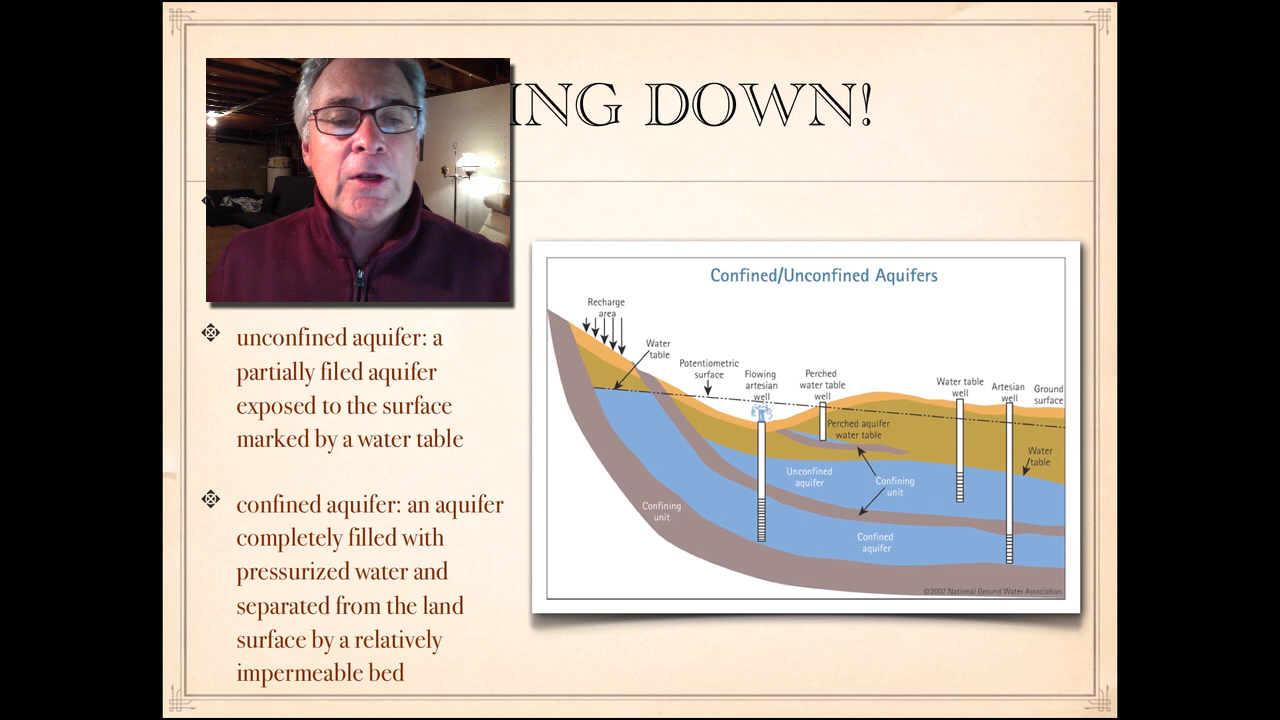 ING DOWN!
unconfined aquifer: a
partially filed aquifer
exposed to the surface
marked by a water table
confined aquifer: an aquifer
completely filled with
pressurized water and
separated from the land
surface by a relatively
impermeable bed
Confined/Unconfined Aquifers
Recharge
area
Water
table
Potentiometric
surface
Flowing
artesian
well
Perched
water table
well
Water table
well
Artesian
well
Ground
surface
Perched aquifer
water table
Water
table
Unconfined
aquifer
Confining
unit
Confining
unit
Confined
aquifer
©2007 National Ground Water Association